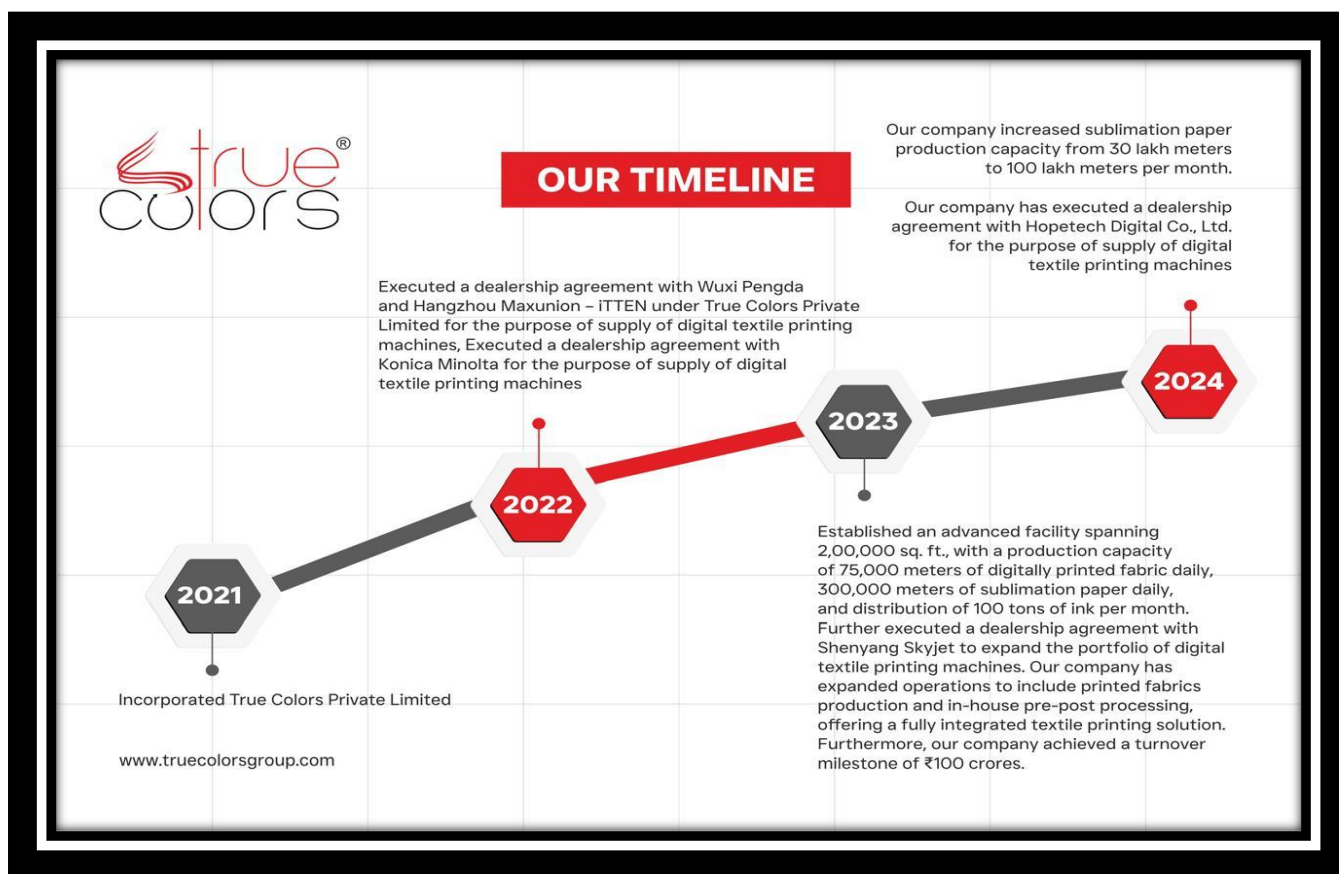 true®
colors
OUR TIMELINE
Our company increased sublimation paper
production capacity from 30 lakh meters
to 100 lakh meters per month.
Our company has executed a dealership
agreement with Hopetech Digital Co., Ltd.
for the purpose of supply of digital
textile printing machines
Executed a dealership agreement with Wuxi Pengda
and Hangzhou Maxunion – iTTEN under True Colors Private
Limited for the purpose of supply of digital textile printing
machines, Executed a dealership agreement with
Konica Minolta for the purpose of supply of digital
textile printing machines
2024
2023
2022
2021
Incorporated True Colors Private Limited
www.truecolorsgroup.com
Established an advanced facility spanning
2,00,000 sq. ft., with a production capacity
of 75,000 meters of digitally printed fabric daily,
300,000 meters of sublimation paper daily,
and distribution of 100 tons of ink per month.
Further executed a dealership agreement with
Shenyang Skyjet to expand the portfolio of digital
textile printing machines. Our company has
expanded operations to include printed fabrics
production and in-house pre-post processing,
offering a fully integrated textile printing solution.
Furthermore, our company achieved a turnover
milestone of ₹100 crores.